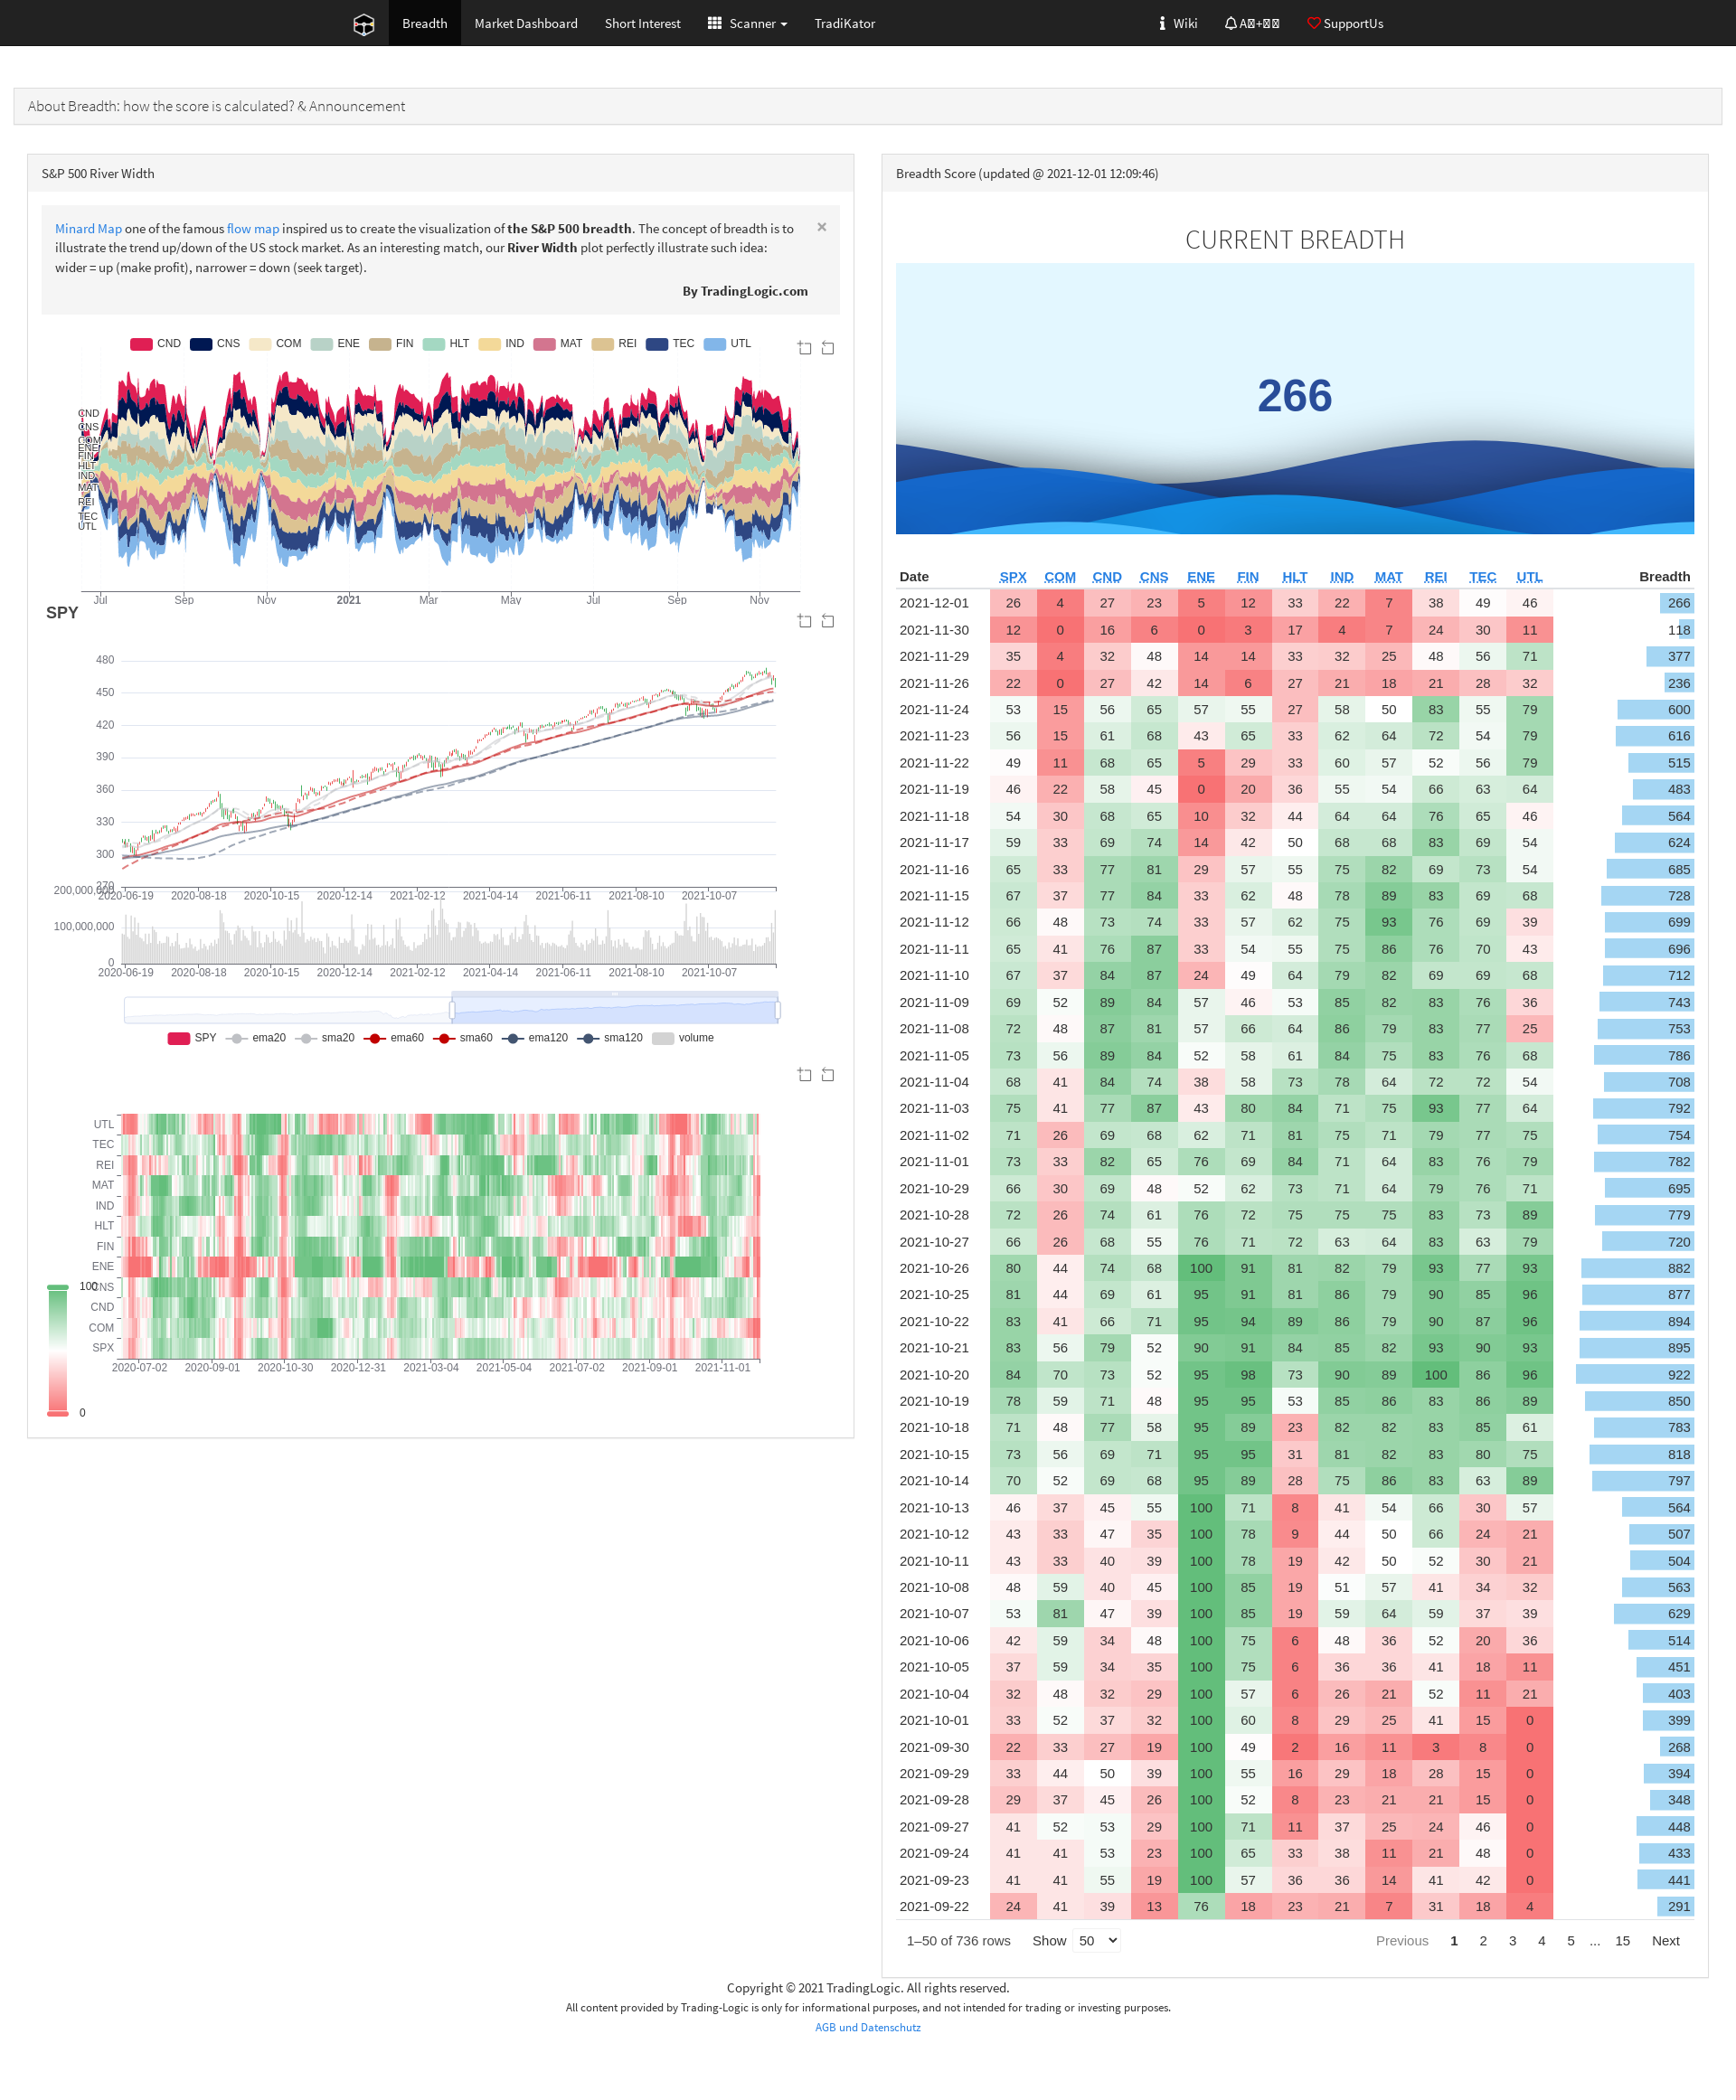 Breadth Market Dashboard Short Interest Scanner TradiKator Wiki SupportUs
About Breadth: how the score is calculated? & Announcement
S&P 500 River Width
Minard Map one of the famous flow map inspired us to create the visualization of the S&P 500 breadth. The concept of breadth is to
illustrate the trend up/down of the US stock market. As an interesting match, our River Width plot perfectly illustrate such idea:
wider = up (make profit), narrower = down (seek target).
×
By TradingLogic.com
CND CNS COM ENE FIN HLT IND MAT REI TEC UTL
CND
CNS
COM
ENE
FIN
HLT
IND
MAT
REI
TEC
UTL
Jul Sep Nov 2021 Mar May Jul Sep Nov
SPY
480
450
420
390
360
330
300
270
2020-06-19 2020-08-18 2020-10-15 2020-12-14 2021-02-12 2021-04-14 2021-06-11 2021-08-10 2021-10-07
200,000,000
100,000,000
0
2020-06-19 2020-08-18 2020-10-15 2020-12-14 2021-02-12 2021-04-14 2021-06-11 2021-08-10 2021-10-07
SPY ema20 sma20 ema60 sma60 ema120 sma120 volume
UTL
TEC
REI
MAT
IND
HLT
FIN
ENE
CNS
CND
COM
SPX
100
0
2020-07-02 2020-09-01 2020-10-30 2020-12-31 2021-03-04 2021-05-04 2021-07-02 2021-09-01 2021-11-01
Breadth Score (updated @ 2021-12-01 12:09:46)
CURRENT BREADTH
266
Date SPX COM CND CNS ENE FIN HLT IND MAT REI TEC UTL Breadth
2021-12-01 26 4 27 23 5 12 33 22 7 38 49 46 266
2021-11-30 12 0 16 6 0 3 17 4 7 24 30 11 118
2021-11-29 35 4 32 48 14 14 33 32 25 48 56 71 377
2021-11-26 22 0 27 42 14 6 27 21 18 21 28 32 236
2021-11-24 53 15 56 65 57 55 27 58 50 83 55 79 600
2021-11-23 56 15 61 68 43 65 33 62 64 72 54 79 616
2021-11-22 49 11 68 65 5 29 33 60 57 52 56 79 515
2021-11-19 46 22 58 45 0 20 36 55 54 66 63 64 483
2021-11-18 54 30 68 65 10 32 44 64 64 76 65 46 564
2021-11-17 59 33 69 74 14 42 50 68 68 83 69 54 624
2021-11-16 65 33 77 81 29 57 55 75 82 69 73 54 685
2021-11-15 67 37 77 84 33 62 48 78 89 83 69 68 728
2021-11-12 66 48 73 74 33 57 62 75 93 76 69 39 699
2021-11-11 65 41 76 87 33 54 55 75 86 76 70 43 696
2021-11-10 67 37 84 87 24 49 64 79 82 69 69 68 712
2021-11-09 69 52 89 84 57 46 53 85 82 83 76 36 743
2021-11-08 72 48 87 81 57 66 64 86 79 83 77 25 753
2021-11-05 73 56 89 84 52 58 61 84 75 83 76 68 786
2021-11-04 68 41 84 74 38 58 73 78 64 72 72 54 708
2021-11-03 75 41 77 87 43 80 84 71 75 93 77 64 792
2021-11-02 71 26 69 68 62 71 81 75 71 79 77 75 754
2021-11-01 73 33 82 65 76 69 84 71 64 83 76 79 782
2021-10-29 66 30 69 48 52 62 73 71 64 79 76 71 695
2021-10-28 72 26 74 61 76 72 75 75 75 83 73 89 779
2021-10-27 66 26 68 55 76 71 72 63 64 83 63 79 720
2021-10-26 80 44 74 68 100 91 81 82 79 93 77 93 882
2021-10-25 81 44 69 61 95 91 81 86 79 90 85 96 877
2021-10-22 83 41 66 71 95 94 89 86 79 90 87 96 894
2021-10-21 83 56 79 52 90 91 84 85 82 93 90 93 895
2021-10-20 84 70 73 52 95 98 73 90 89 100 86 96 922
2021-10-19 78 59 71 48 95 95 53 85 86 83 86 89 850
2021-10-18 71 48 77 58 95 89 23 82 82 83 85 61 783
2021-10-15 73 56 69 71 95 95 31 81 82 83 80 75 818
2021-10-14 70 52 69 68 95 89 28 75 86 83 63 89 797
2021-10-13 46 37 45 55 100 71 8 41 54 66 30 57 564
2021-10-12 43 33 47 35 100 78 9 44 50 66 24 21 507
2021-10-11 43 33 40 39 100 78 19 42 50 52 30 21 504
2021-10-08 48 59 40 45 100 85 19 51 57 41 34 32 563
2021-10-07 53 81 47 39 100 85 19 59 64 59 37 39 629
2021-10-06 42 59 34 48 100 75 6 48 36 52 20 36 514
2021-10-05 37 59 34 35 100 75 6 36 36 41 18 11 451
2021-10-04 32 48 32 29 100 57 6 26 21 52 11 21 403
2021-10-01 33 52 37 32 100 60 8 29 25 41 15 0 399
2021-09-30 22 33 27 19 100 49 2 16 11 3 8 0 268
2021-09-29 33 44 50 39 100 55 16 29 18 28 15 0 394
2021-09-28 29 37 45 26 100 52 8 23 21 21 15 0 348
2021-09-27 41 52 53 29 100 71 11 37 25 24 46 0 448
2021-09-24 41 41 53 23 100 65 33 38 11 21 48 0 433
2021-09-23 41 41 55 19 100 57 36 36 14 41 42 0 441
2021-09-22 24 41 39 13 76 18 23 21 7 31 18 4 291
1–50 of 736 rows Show 50 Previous 1 2 3 4 5 ... 15 Next
Copyright © 2021 TradingLogic. All rights reserved.
All content provided by Trading-Logic is only for informational purposes, and not intended for trading or investing purposes.
AGB und Datenschutz